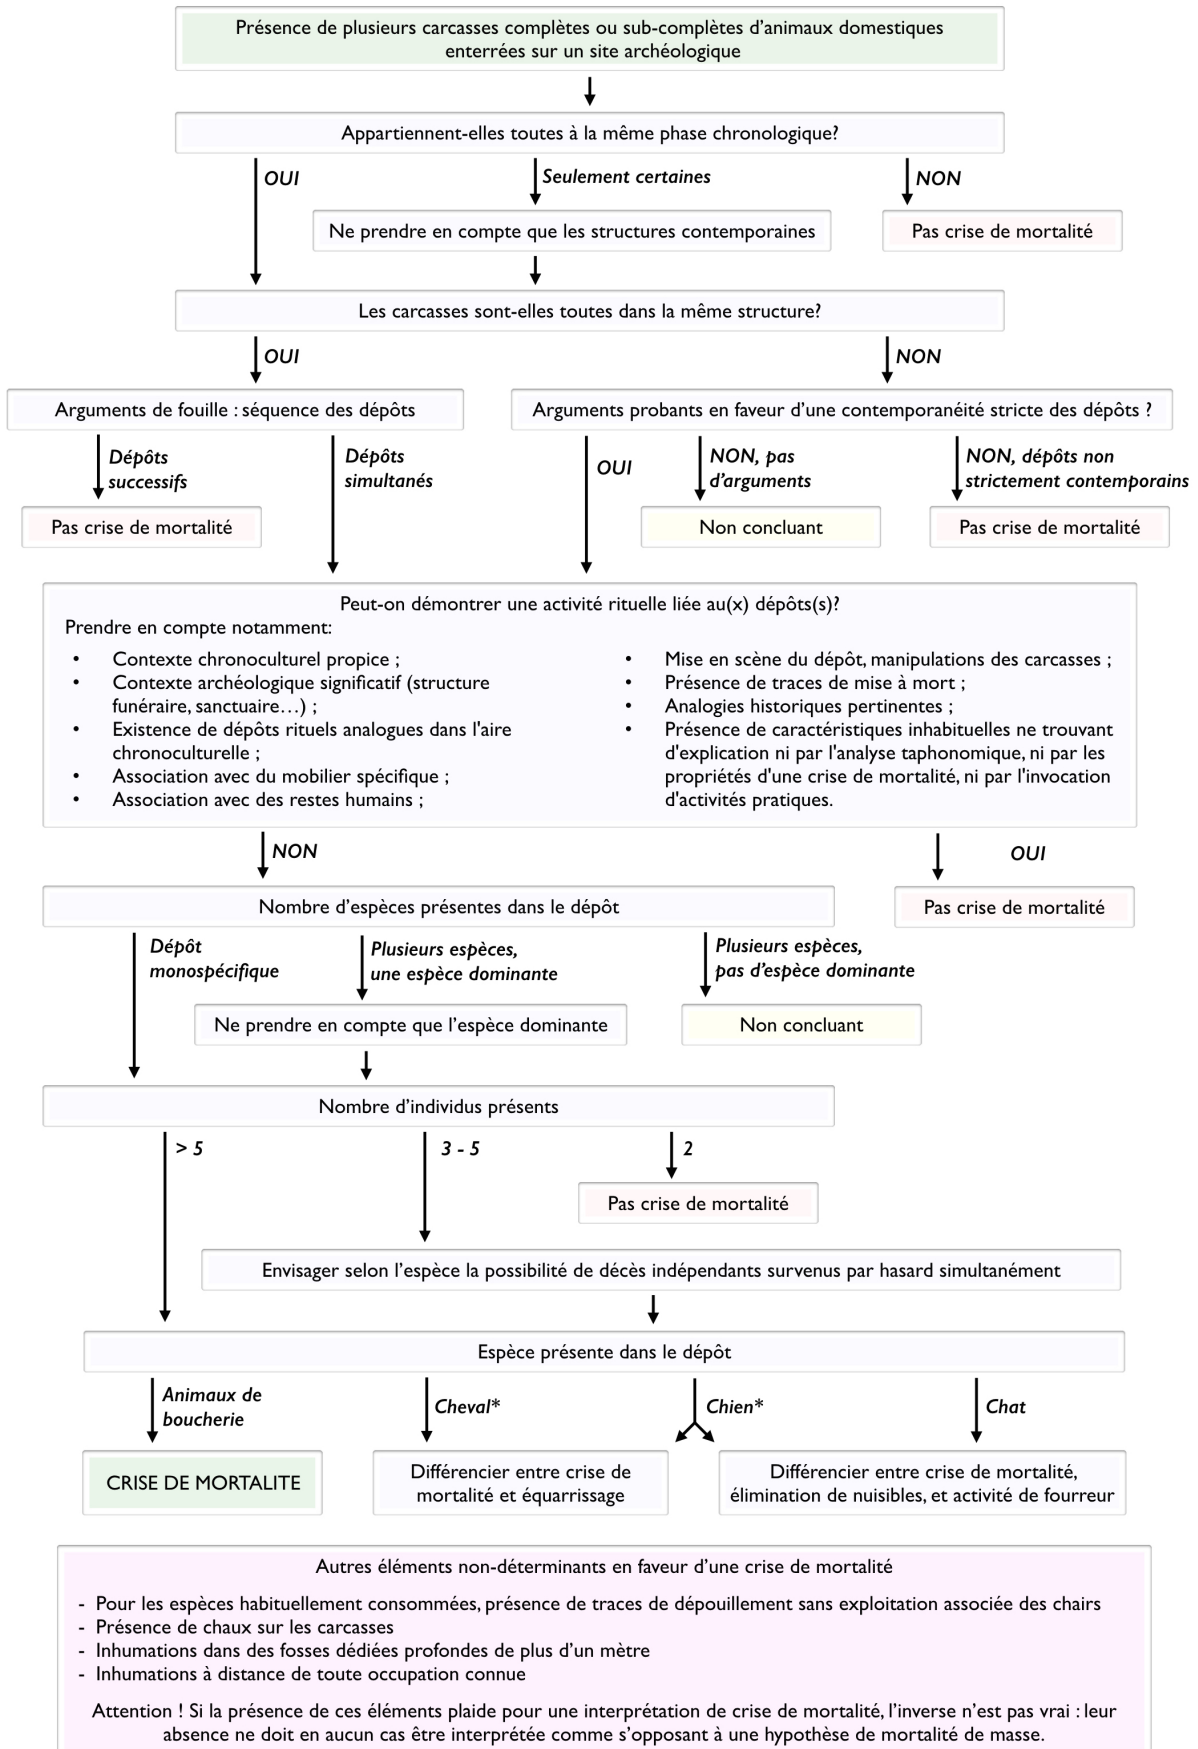 Présence de plusieurs carcasses complètes ou sub-complètes d’animaux domestiques
enterrées sur un site archéologique
Appartiennent-elles toutes à la même phase chronologique?
OUI
Seulement certaines
NON
Ne prendre en compte que les structures contemporaines
Pas crise de mortalité
Les carcasses sont-elles toutes dans la même structure?
OUI
NON
Arguments de fouille : séquence des dépôts
Arguments probants en faveur d’une contemporanéité stricte des dépôts ?
Dépôts
successifs
Dépôts
simultanés
OUI
NON, pas
d’arguments
NON, dépôts non
strictement contemporains
Pas crise de mortalité
Non concluant
Pas crise de mortalité
Peut-on démontrer une activité rituelle liée au(x) dépôts(s)?
Prendre en compte notamment:
• Contexte chronoculturel propice ;
• Contexte archéologique significatif (structure
funéraire, sanctuaire…) ;
• Existence de dépôts rituels analogues dans l'aire
chronoculturelle ;
• Association avec du mobilier spécifique ;
• Association avec des restes humains ;
• Mise en scène du dépôt, manipulations des carcasses ;
• Présence de traces de mise à mort ;
• Analogies historiques pertinentes ;
• Présence de caractéristiques inhabituelles ne trouvant
d'explication ni par l'analyse taphonomique, ni par les
propriétés d'une crise de mortalité, ni par l'invocation
d'activités pratiques.
NON
OUI
Nombre d’espèces présentes dans le dépôt
Pas crise de mortalité
Dépôt
monospécifique
Plusieurs espèces,
une espèce dominante
Plusieurs espèces,
pas d’espèce dominante
Ne prendre en compte que l’espèce dominante
Non concluant
Nombre d’individus présents
> 5
3 - 5
2
Pas crise de mortalité
Envisager selon l’espèce la possibilité de décès indépendants survenus par hasard simultanément
Espèce présente dans le dépôt
Animaux de
boucherie
Cheval*
Chien*
Chat
CRISE DE MORTALITE
Différencier entre crise de
mortalité et équarrissage
Différencier entre crise de mortalité,
élimination de nuisibles, et activité de fourreur
Autres éléments non-déterminants en faveur d’une crise de mortalité
- Pour les espèces habituellement consommées, présence de traces de dépouillement sans exploitation associée des chairs
- Présence de chaux sur les carcasses
- Inhumations dans des fosses dédiées profondes de plus d’un mètre
- Inhumations à distance de toute occupation connue
Attention ! Si la présence de ces éléments plaide pour une interprétation de crise de mortalité, l’inverse n’est pas vrai : leur
absence ne doit en aucun cas être interprétée comme s’opposant à une hypothèse de mortalité de masse.